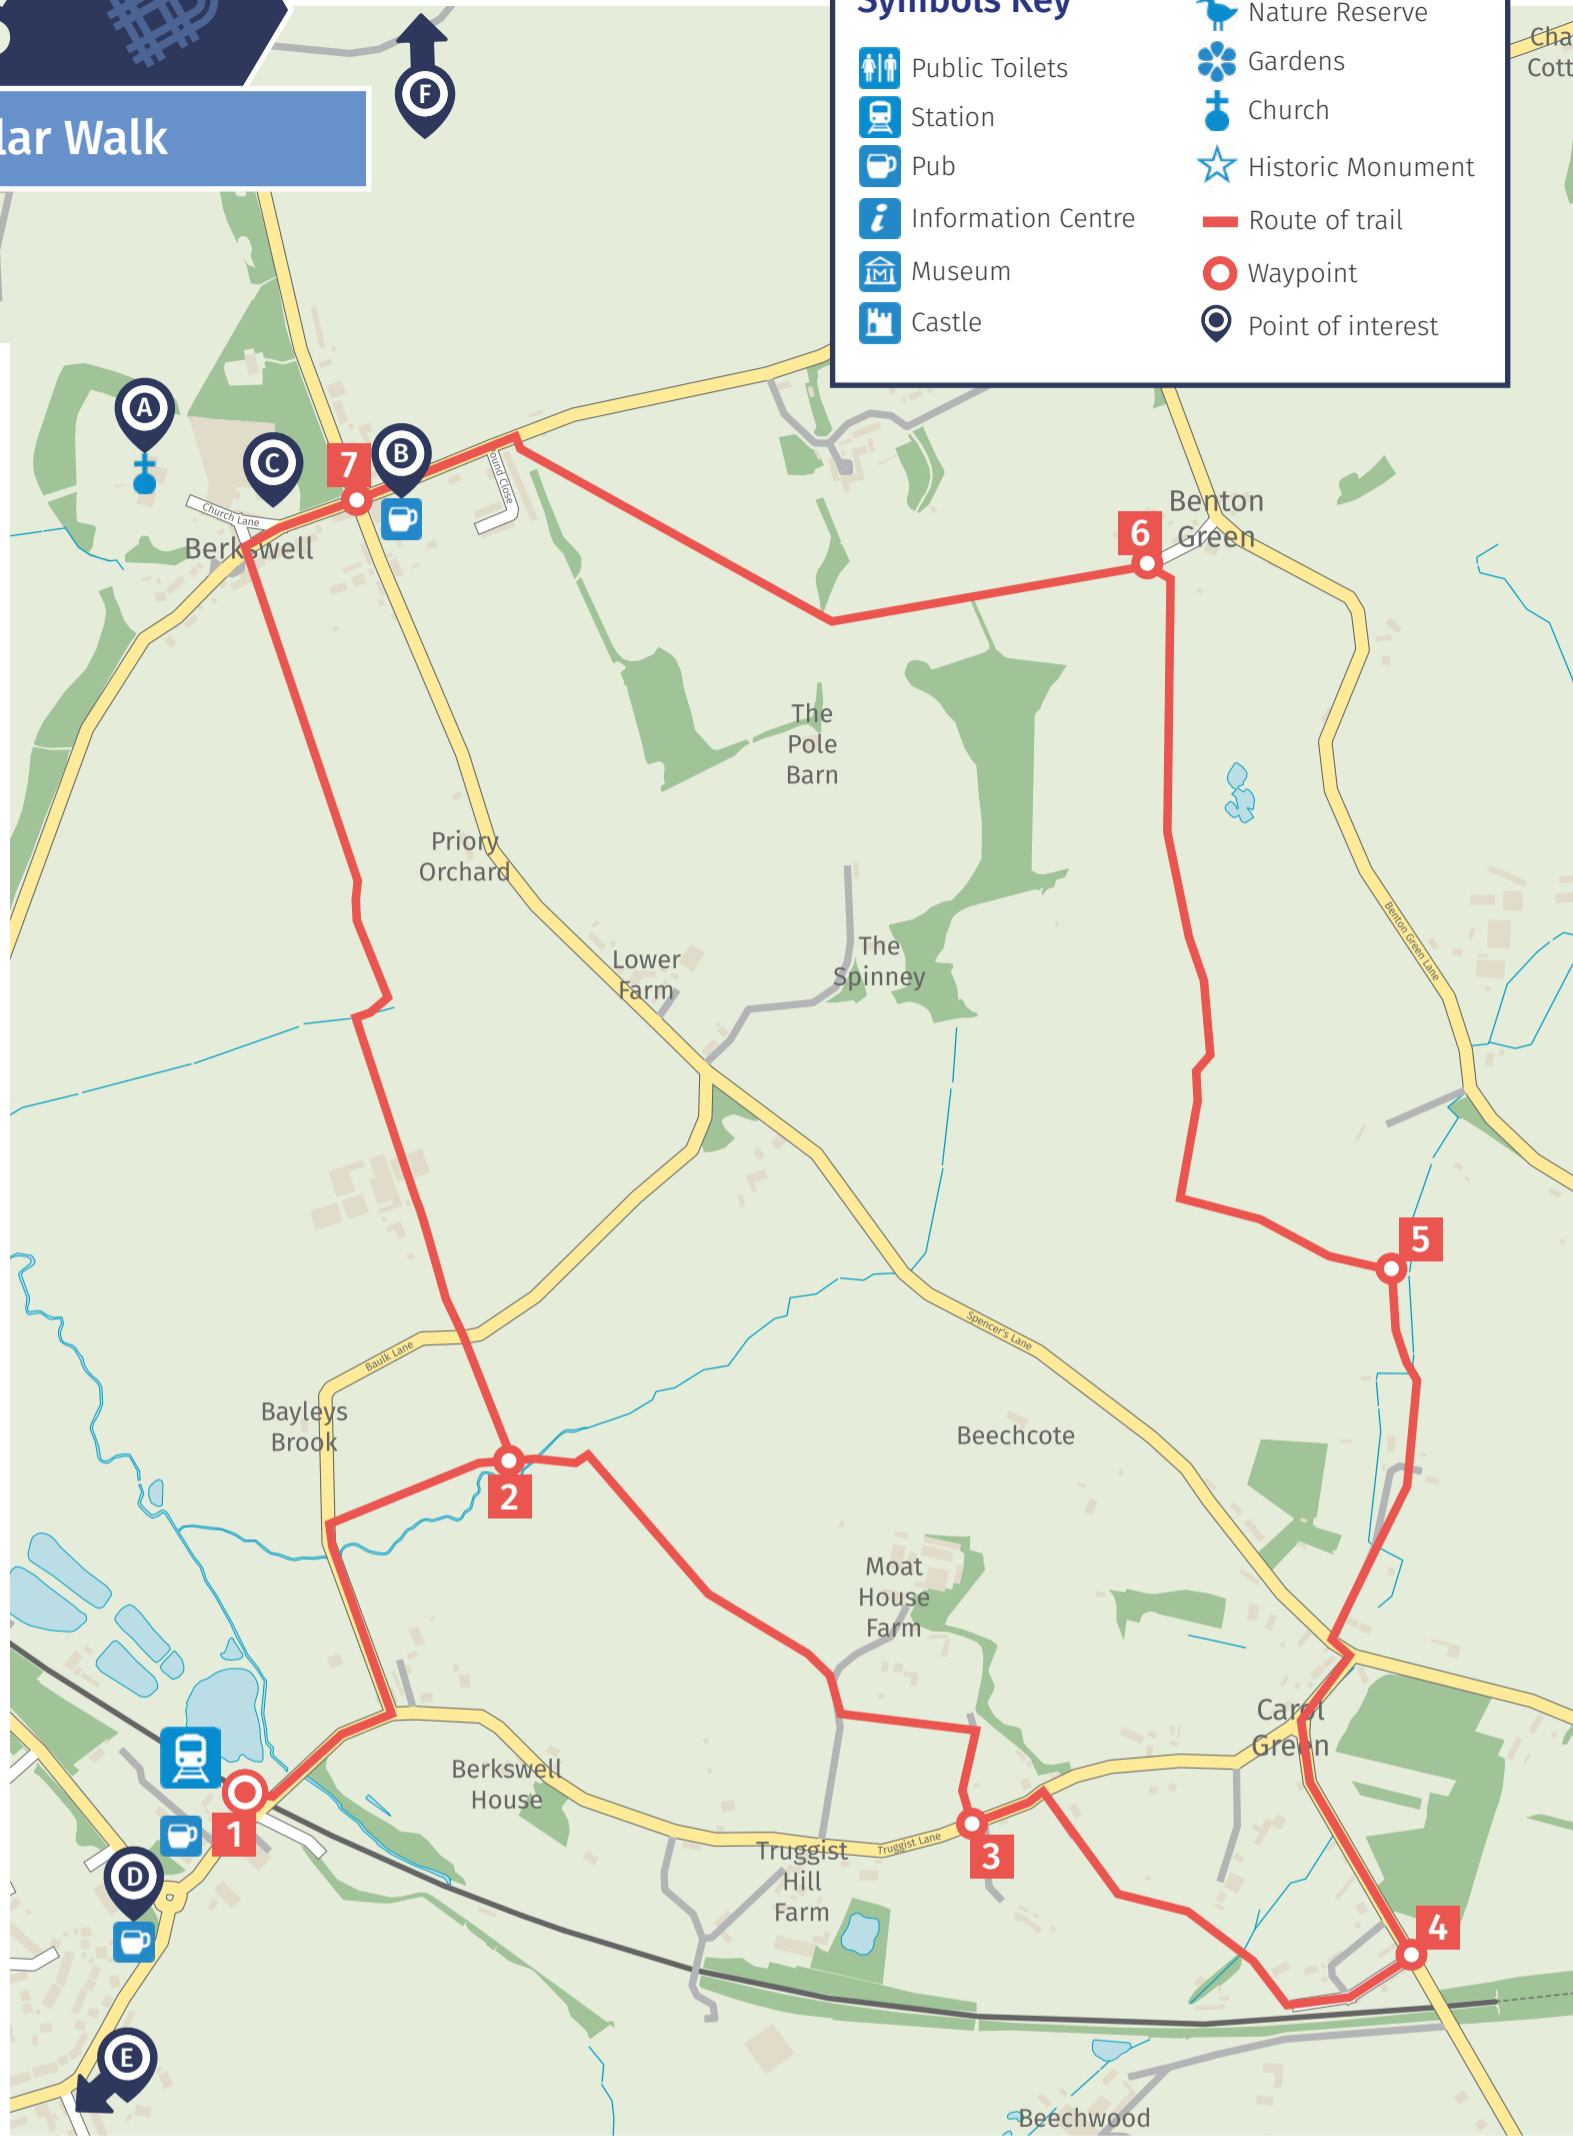 lar Walk
F
Symbols Key
Public Toilets
Station
Pub
Information Centre
Museum
Castle
Nature Reserve
Gardens
Church
Historic Monument
Route of trail
Waypoint
Point of interest
Cha
Cott
A
C
7
B
ound Close
Church Lane
Berkswell
Benton
Green
6
The
Pole
Barn
Priory
Orchard
Lower
Farm
The
Spinney
Benton Green Lane
5
Spencer's Lane
Baulk Lane
Bayleys
Brook
Beechcote
2
Moat
House
Farm
Carol
Green
Berkswell
House
1
Truggist Lane
Truggist
Hill
Farm
3
D
4
E
Beechwood